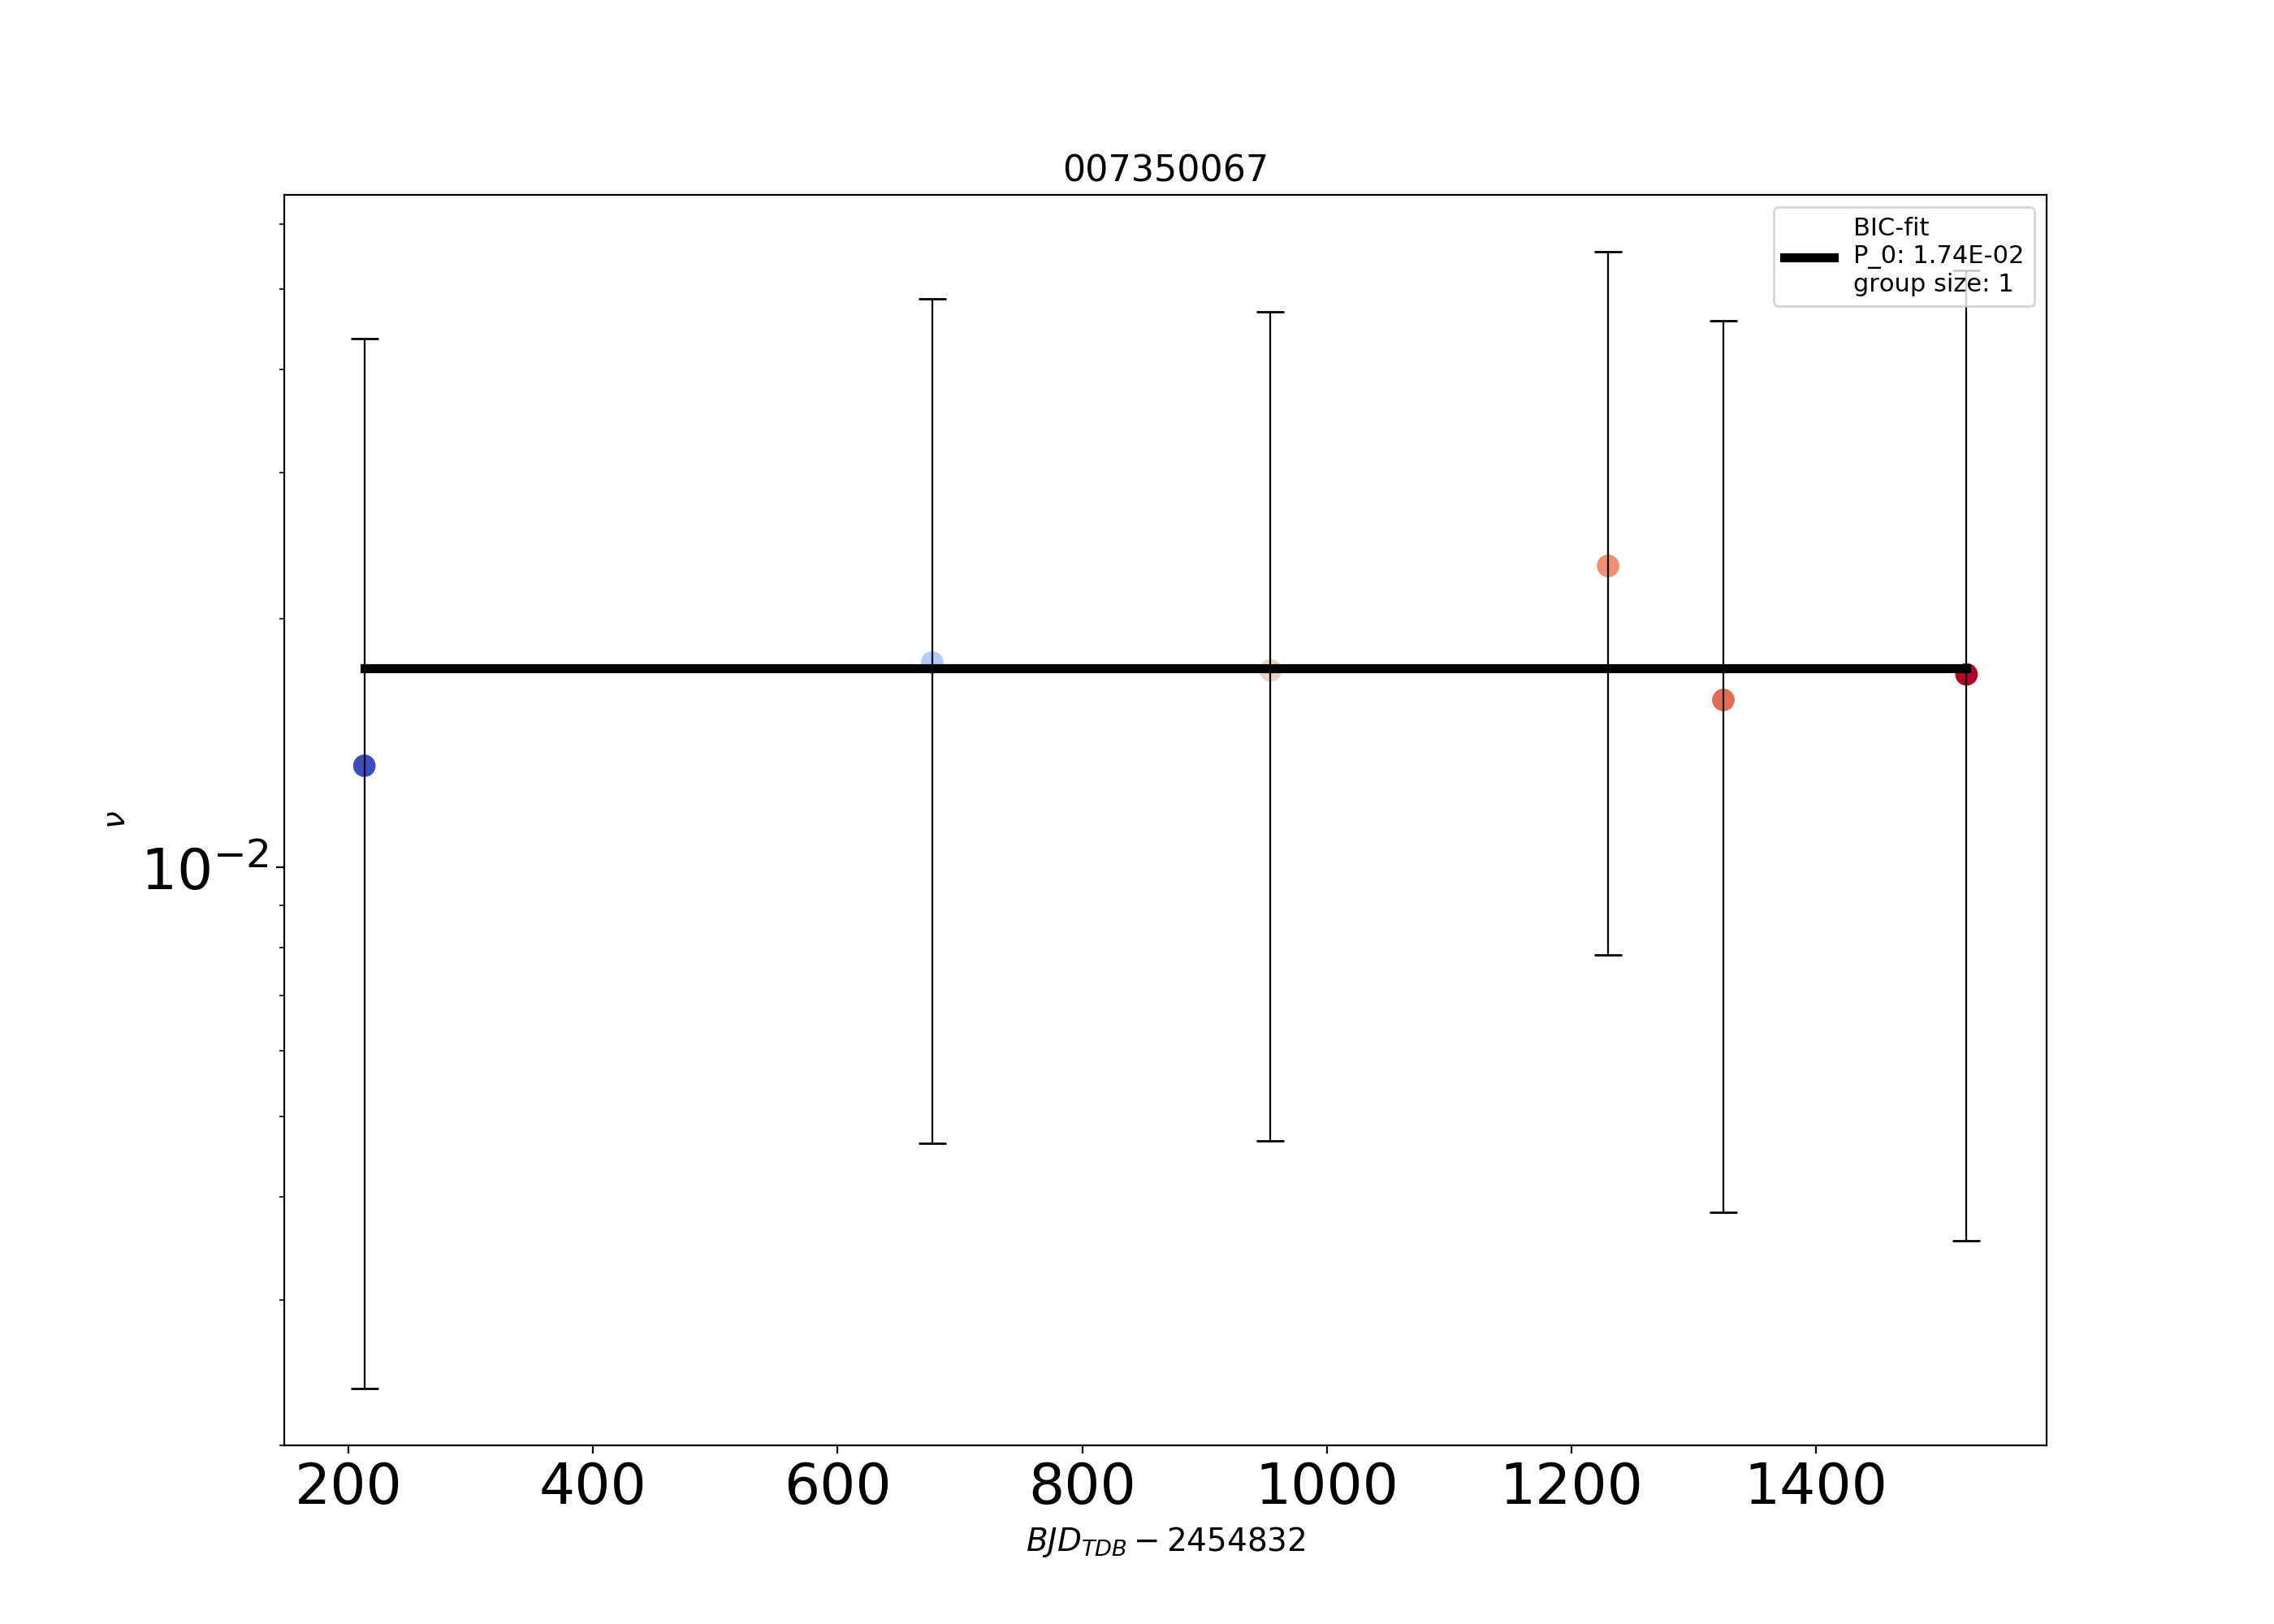 007350067
BIC-fit
P_0: 1.74E-02
group size: 1
ν
10⁻²
200 400 600 800 1000 1200 1400
BJD_TDB − 2454832